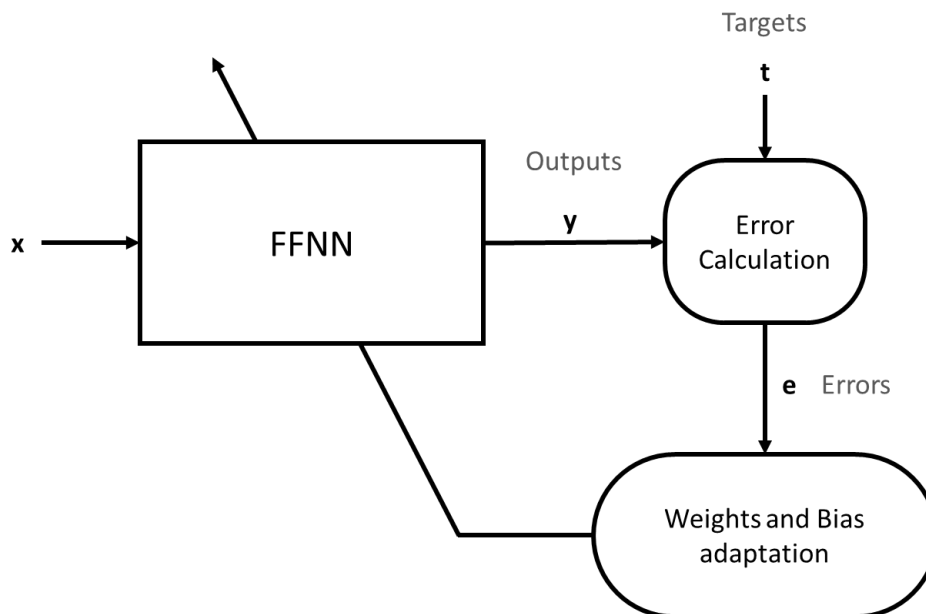 Targets
t
Outputs
x
FFNN
y
Error
Calculation
e Errors
Weights and Bias
adaptation